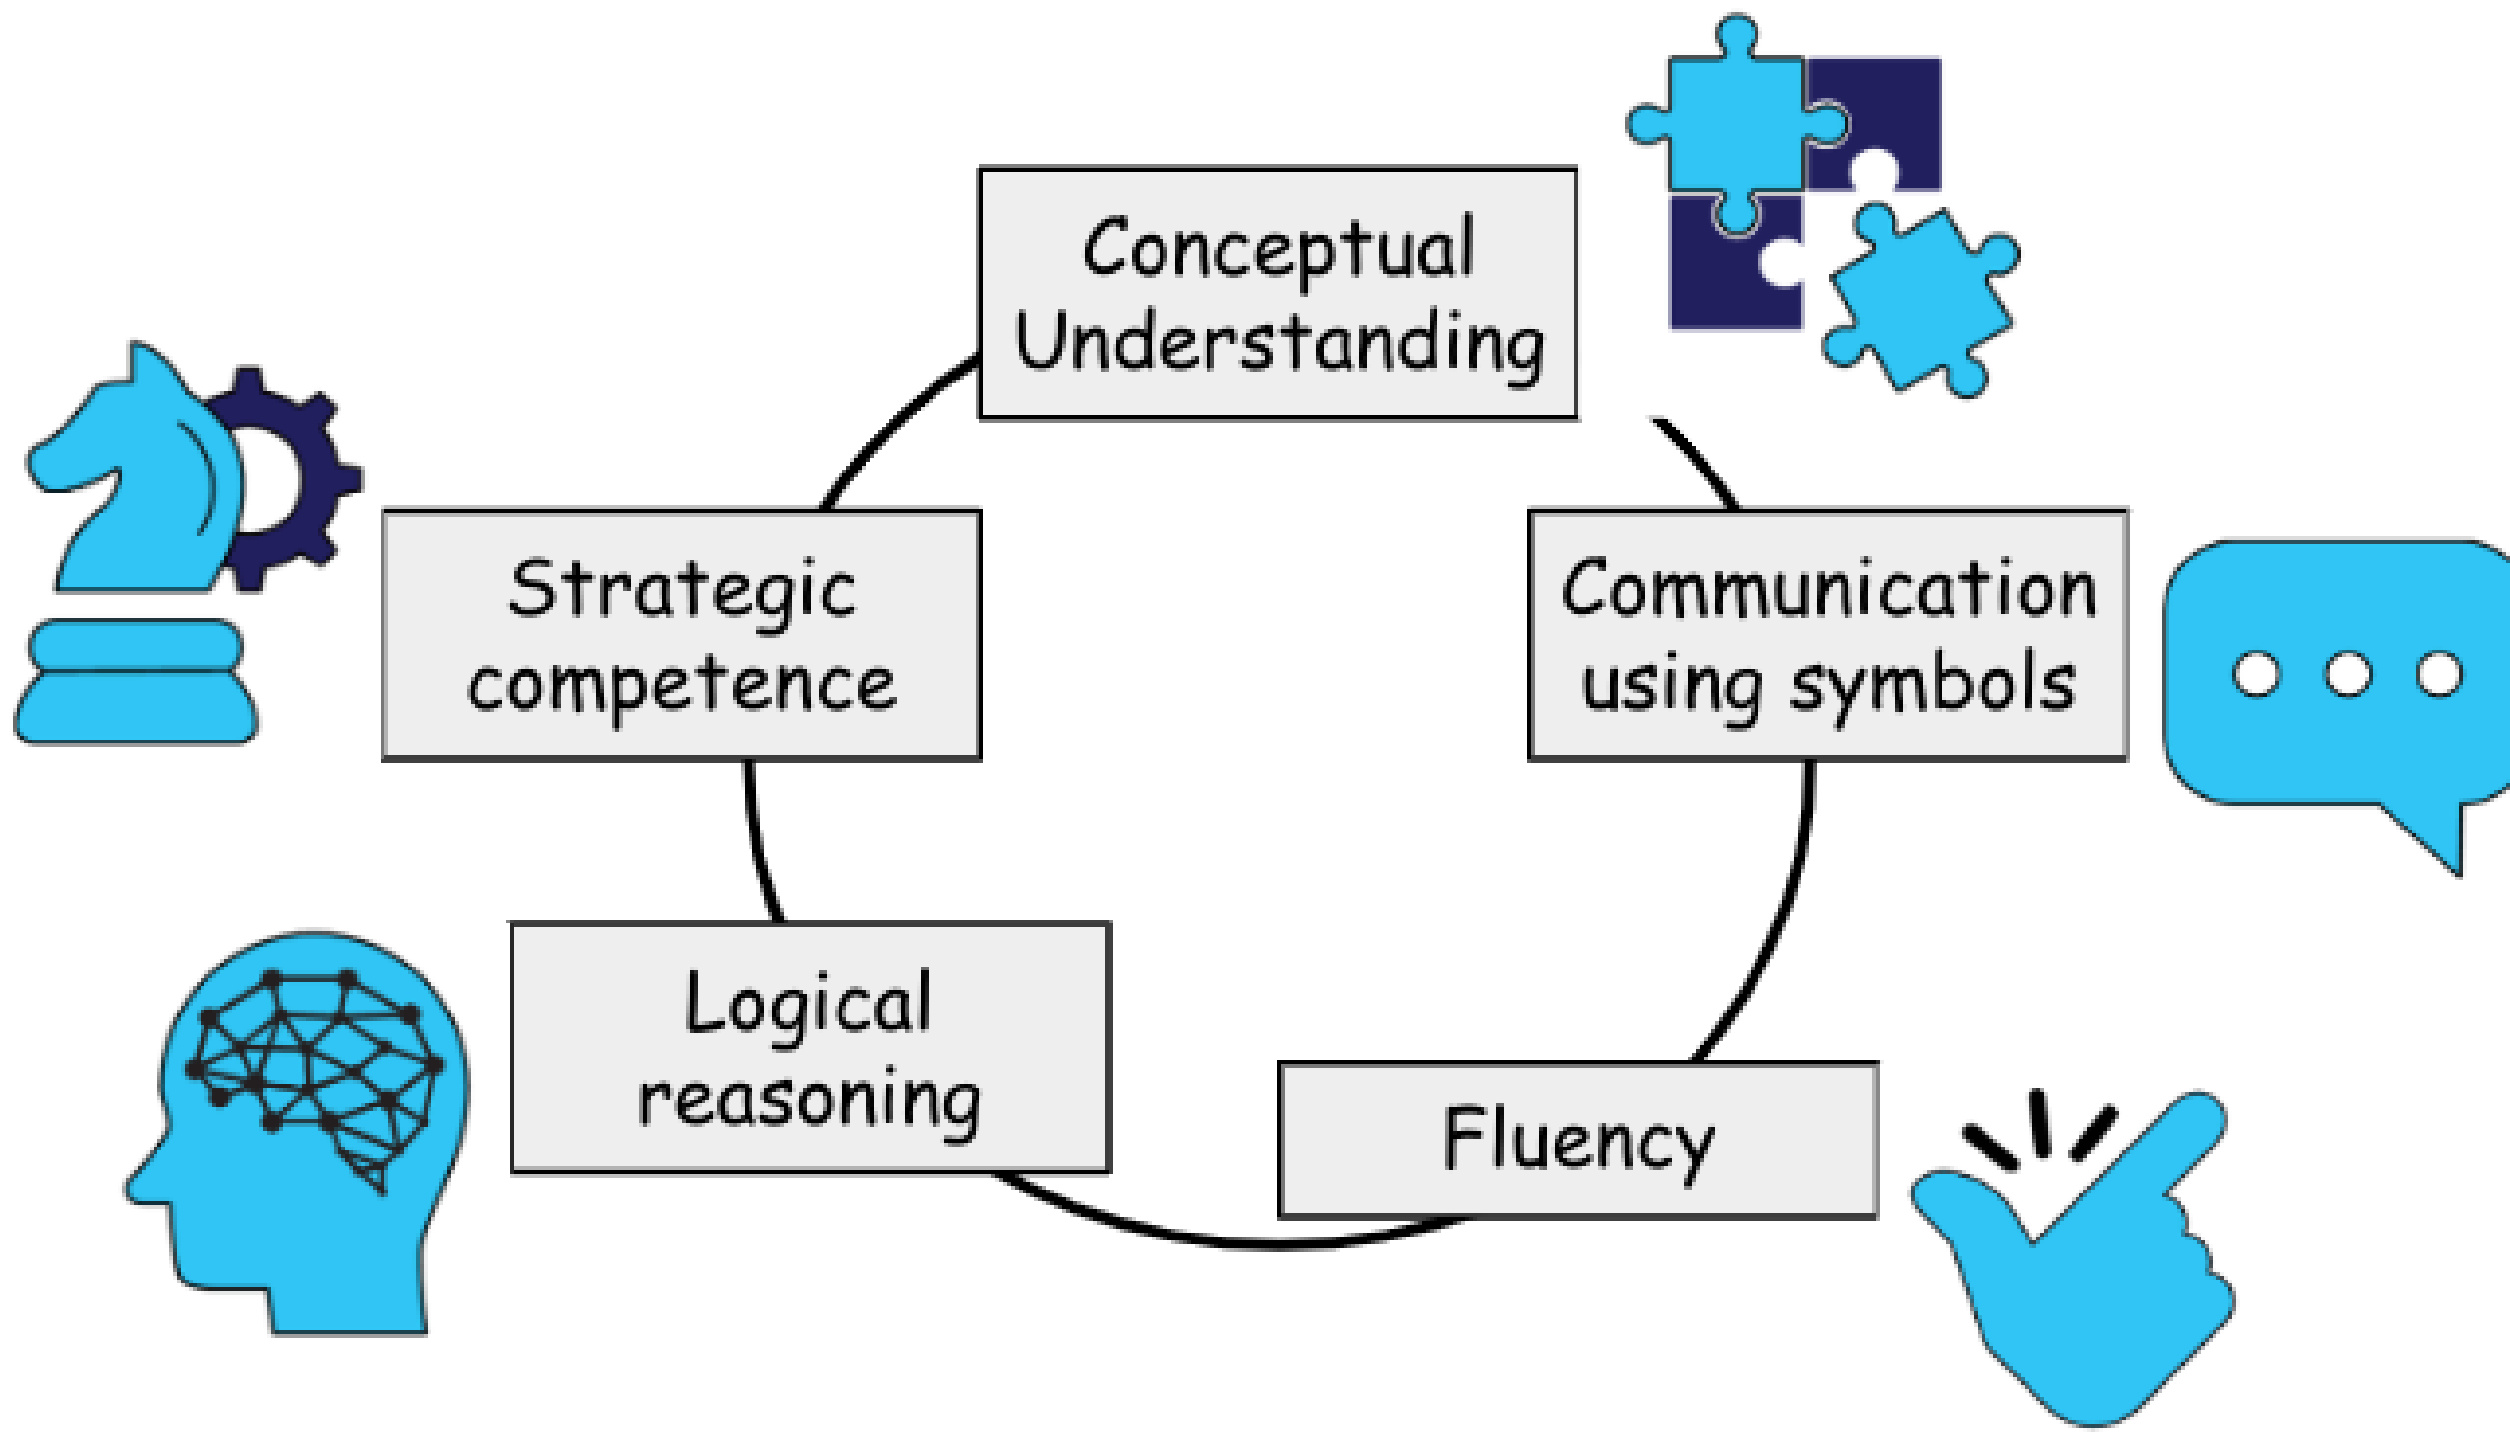 Conceptual
Understanding
Strategic
competence
Communication
using symbols
Logical
reasoning
Fluency